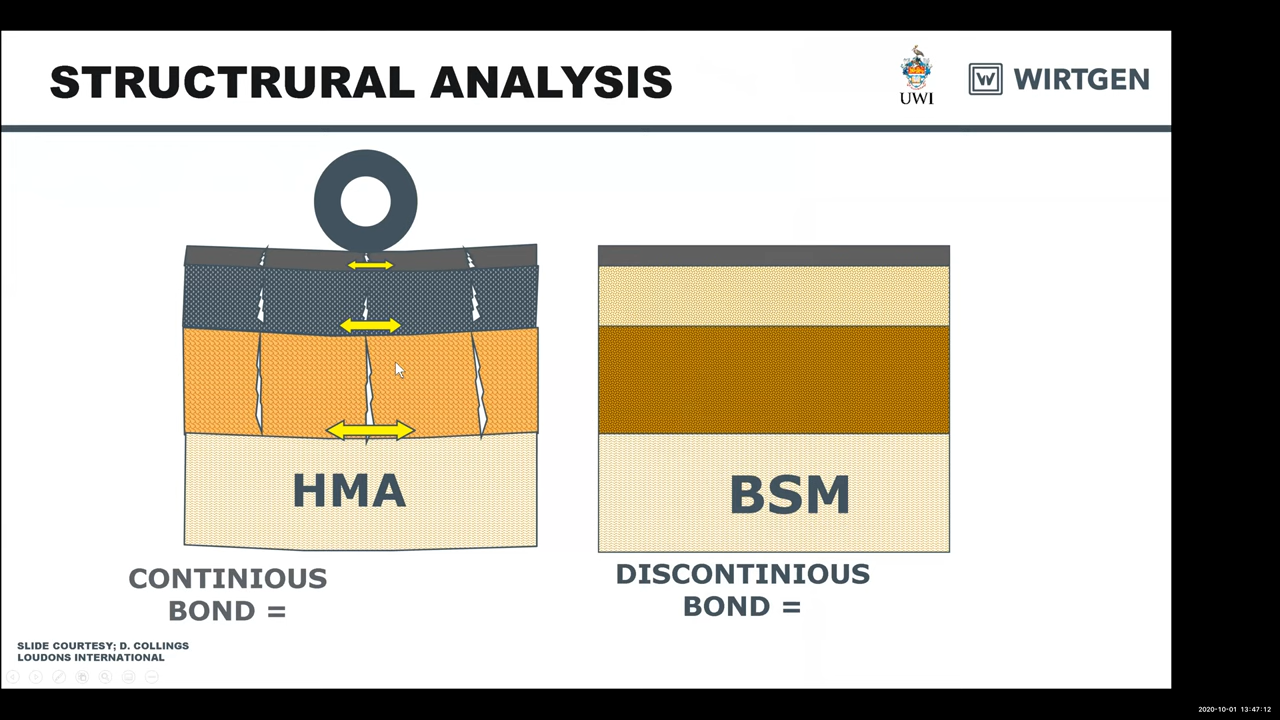 STRUCTRURAL ANALYSIS
UWI
W WIRTGEN
HMA
BSM
CONTINIOUS
BOND =
DISCONTINIOUS
BOND =
SLIDE COURTESY; D. COLLINGS
LOUDONS INTERNATIONAL
2020-10-01 13:47:12